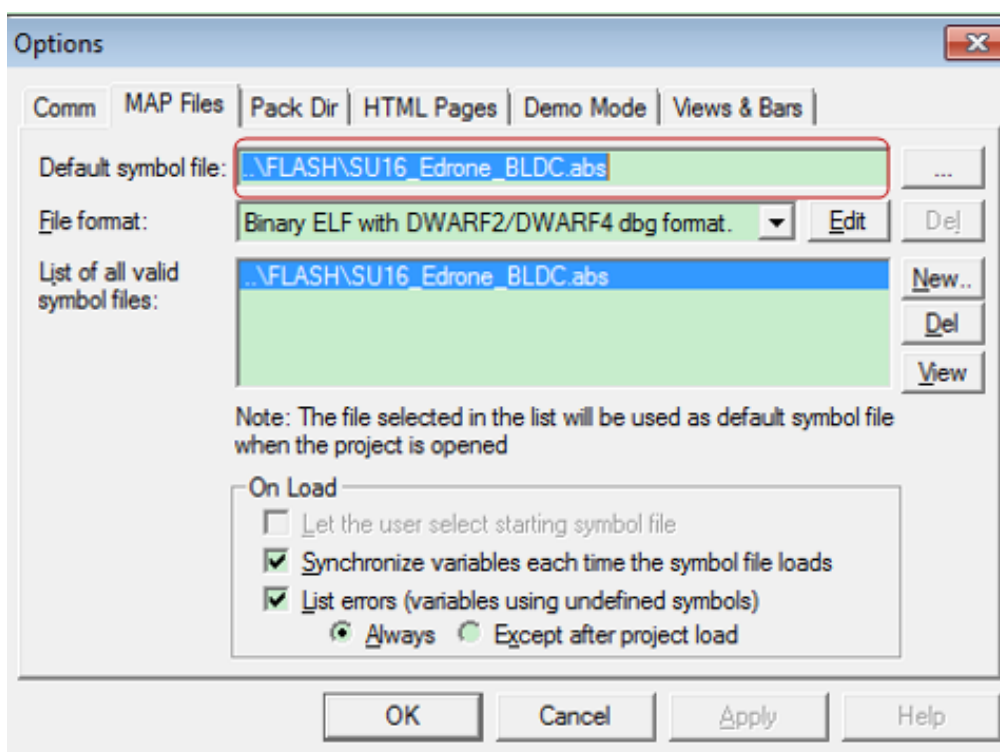 Options
Comm MAP Files Pack Dir HTML Pages Demo Mode Views & Bars
Default symbol file: ..\FLASH\SU16_Edrone_BLDC.abs ...
File format: Binary ELF with DWARF2/DWARF4 dbg format. Edit Del
List of all valid
symbol files:
..\FLASH\SU16_Edrone_BLDC.abs
New..
Del
View
Note: The file selected in the list will be used as default symbol file
when the project is opened
On Load
Let the user select starting symbol file
Synchronize variables each time the symbol file loads
List errors (variables using undefined symbols)
Always Except after project load
OK Cancel Apply Help